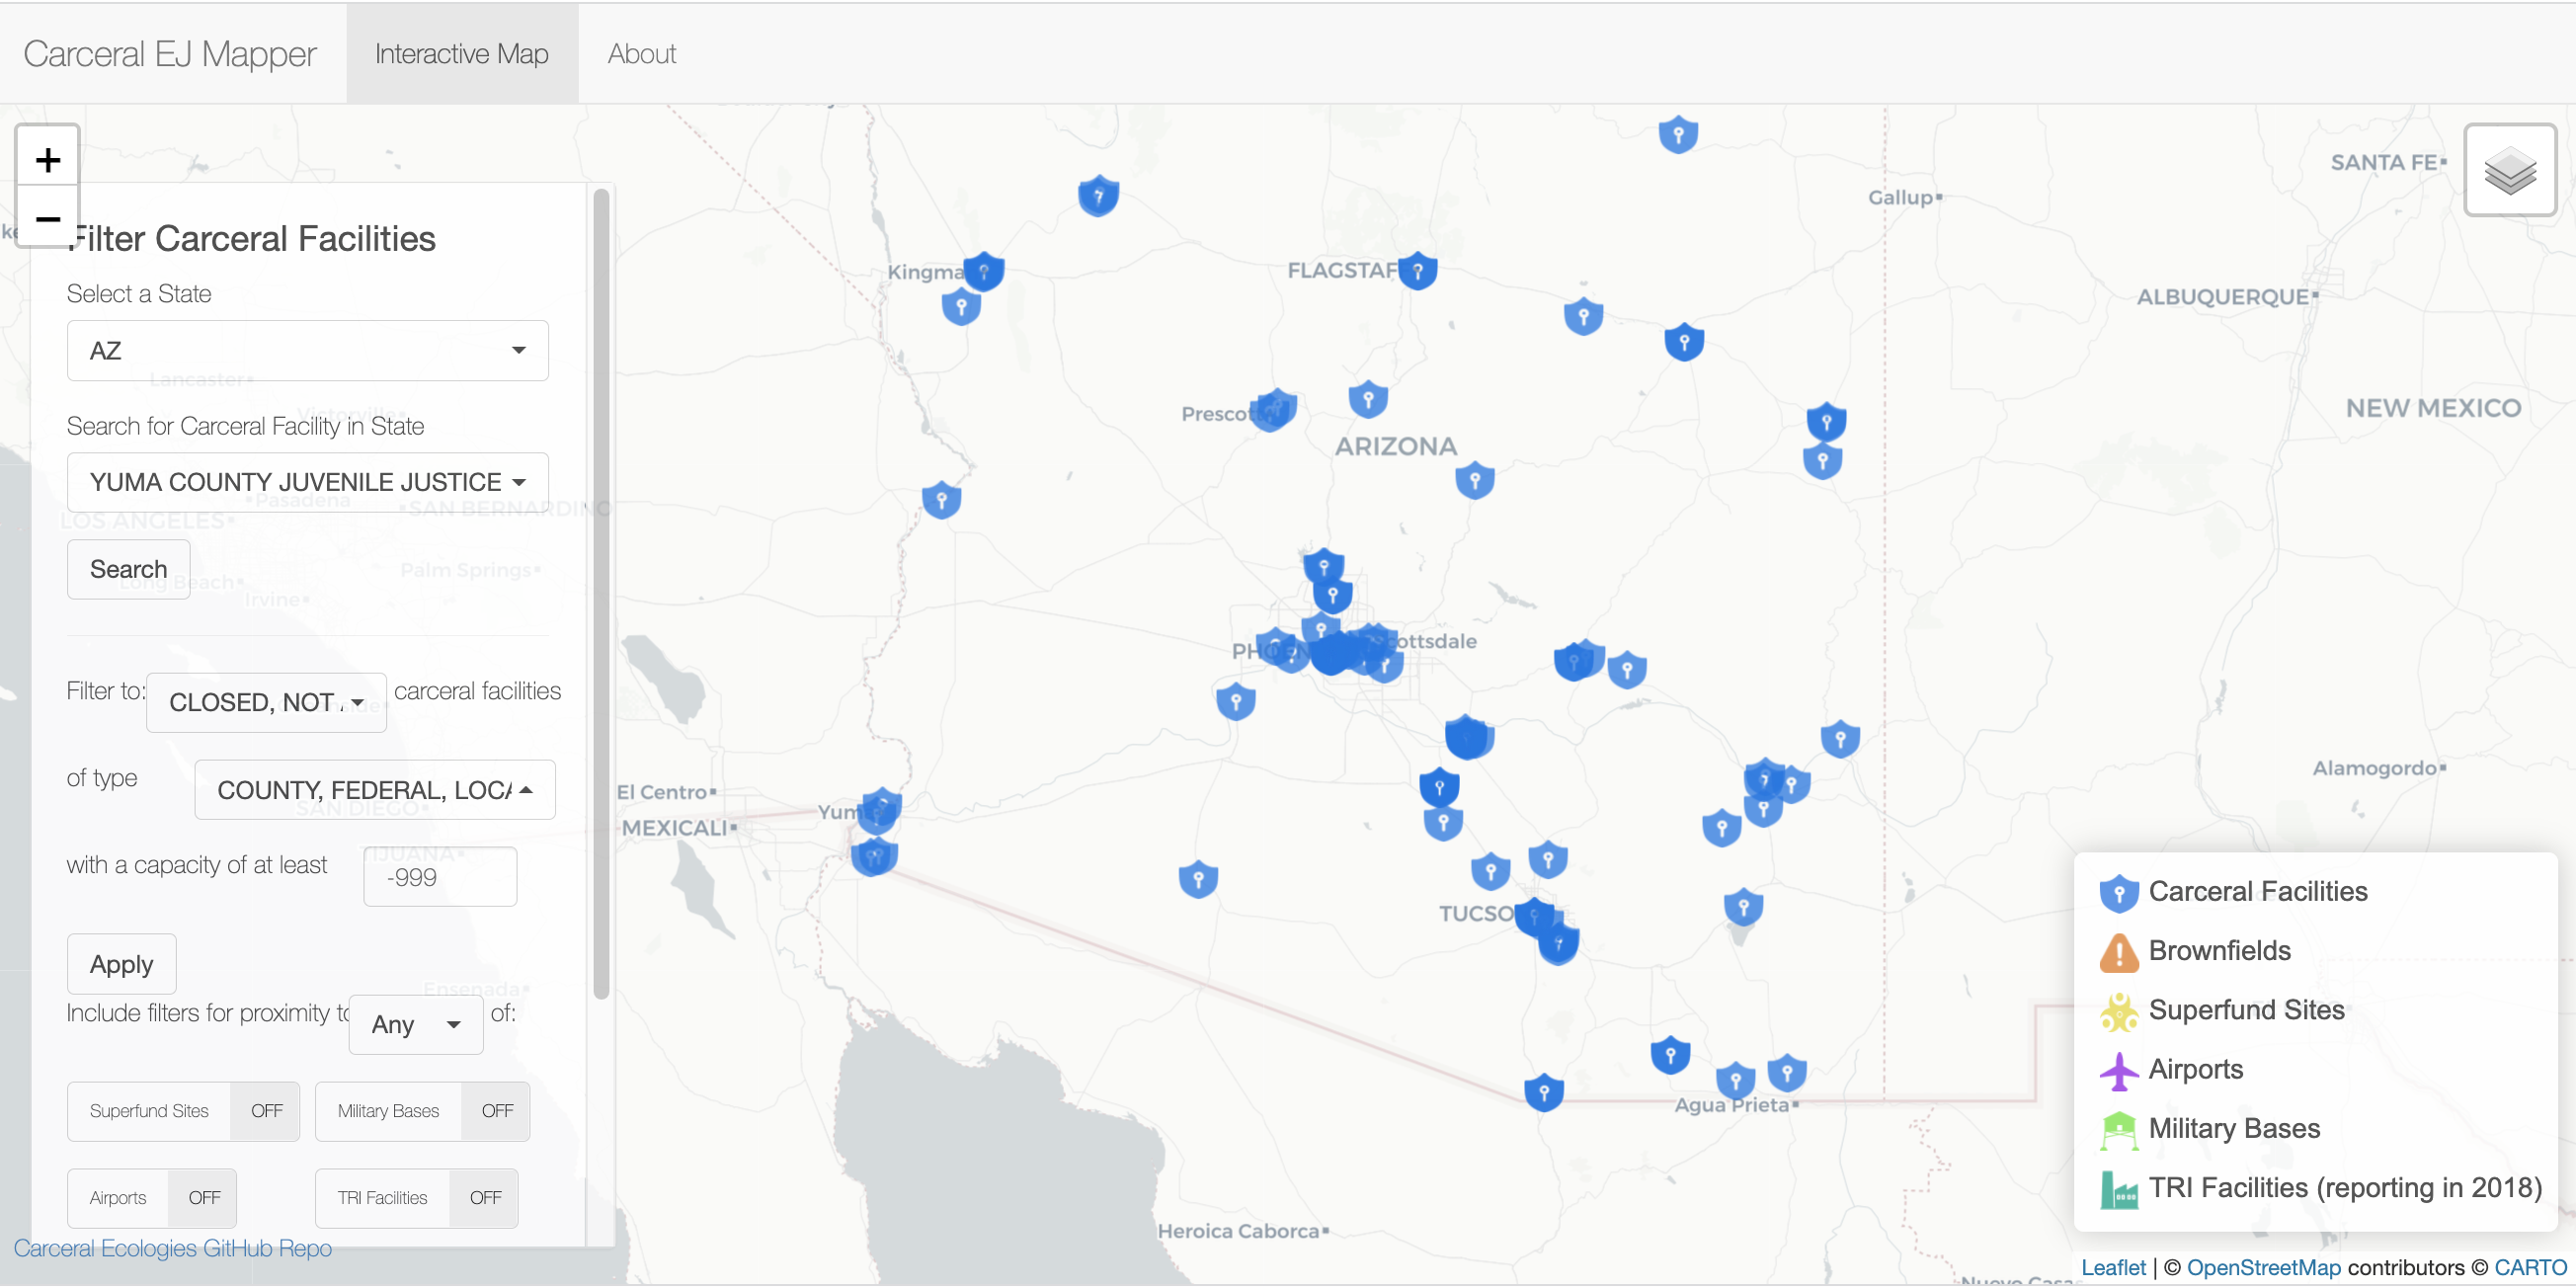 Carceral EJ Mapper
Interactive Map
About
+
−
Filter Carceral Facilities
Select a State
AZ
Lancaster
Victorville
Search for Carceral Facility in State
YUMA COUNTY JUVENILE JUSTICE
Pasadena
LOS ANGELES
SAN BERNARDINO
Search
Long Beach
Palm Springs
Irvine
Filter to:
CLOSED, NOT
carceral facilities
of type
COUNTY, FEDERAL, LOCA
SAN DIEGO
with a capacity of at least
-999
TIJUANA
Apply
Ensenada
Include filters for proximity to
Any
of:
Superfund Sites OFF
Military Bases OFF
Airports OFF
TRI Facilities OFF
Carceral Ecologies GitHub Repo
SANTA FE
Gallup
Kingma
FLAGSTAF
ALBUQUERQUE
Prescott
NEW MEXICO
ARIZONA
PHOEN
cottsdale
El Centro
Yum
MEXICALI
Alamogordo
TUCSO
Agua Prieta
Heroica Caborca
Carceral Facilities
Brownfields
Superfund Sites
Airports
Military Bases
TRI Facilities (reporting in 2018)
Leaflet | © OpenStreetMap contributors © CARTO